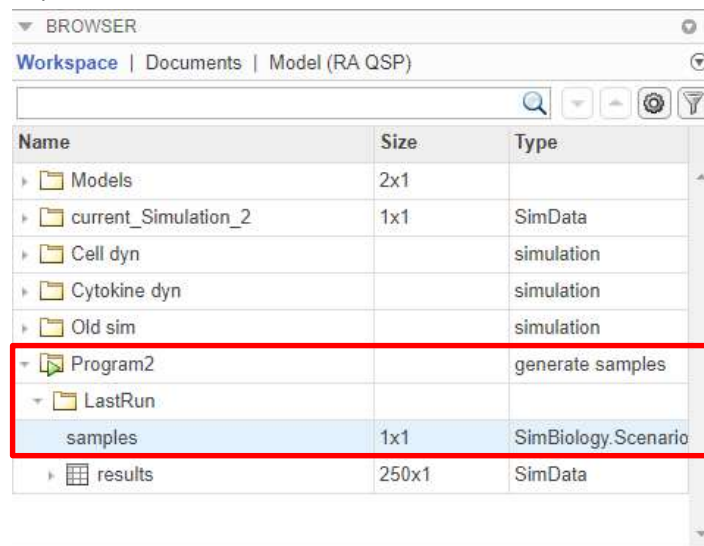 BROWSER
Workspace | Documents | Model (RA QSP)
Name Size Type
Models 2x1
current_Simulation_2 1x1 SimData
Cell dyn simulation
Cytokine dyn simulation
Old sim simulation
Program2 generate samples
LastRun
samples 1x1 SimBiology.Scenario
results 250x1 SimData